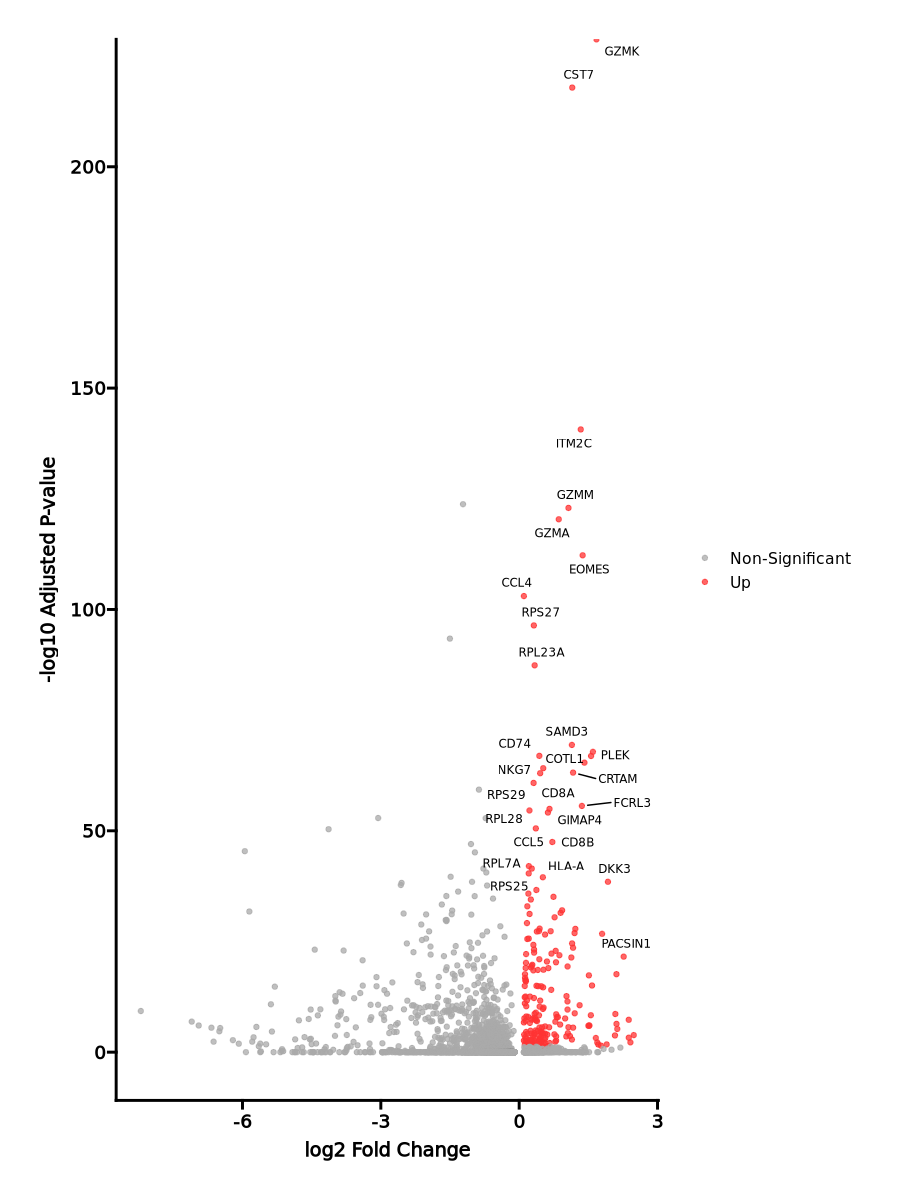 GZMK
CST7
200
150
ITM2C
GZMM
GZMA
EOMES
CCL4
100
RPS27
RPL23A
SAMD3
CD74
COTL1
PLEK
NKG7
CRTAM
RPS29
CD8A
FCRL3
50
RPL28
GIMAP4
CCL5
CD8B
RPL7A
HLA-A
DKK3
RPS25
PACSIN1
0
-6
-3
0
3
log2 Fold Change
-log10 Adjusted P-value
Non-Significant
Up